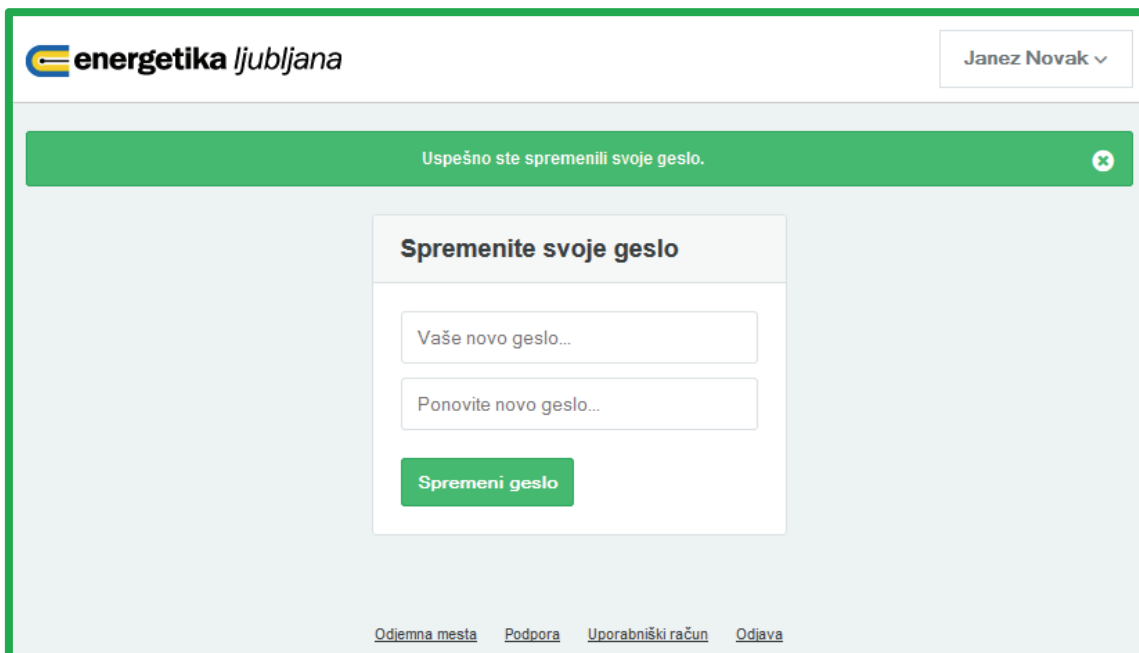 energetika ljubljana
Janez Novak
Uspešno ste spremenili svoje geslo.
Spremenite svoje geslo
Vaše novo geslo...
Ponovite novo geslo...
Spremeni geslo
Odjemna mesta Podpora Uporabniški račun Odjava